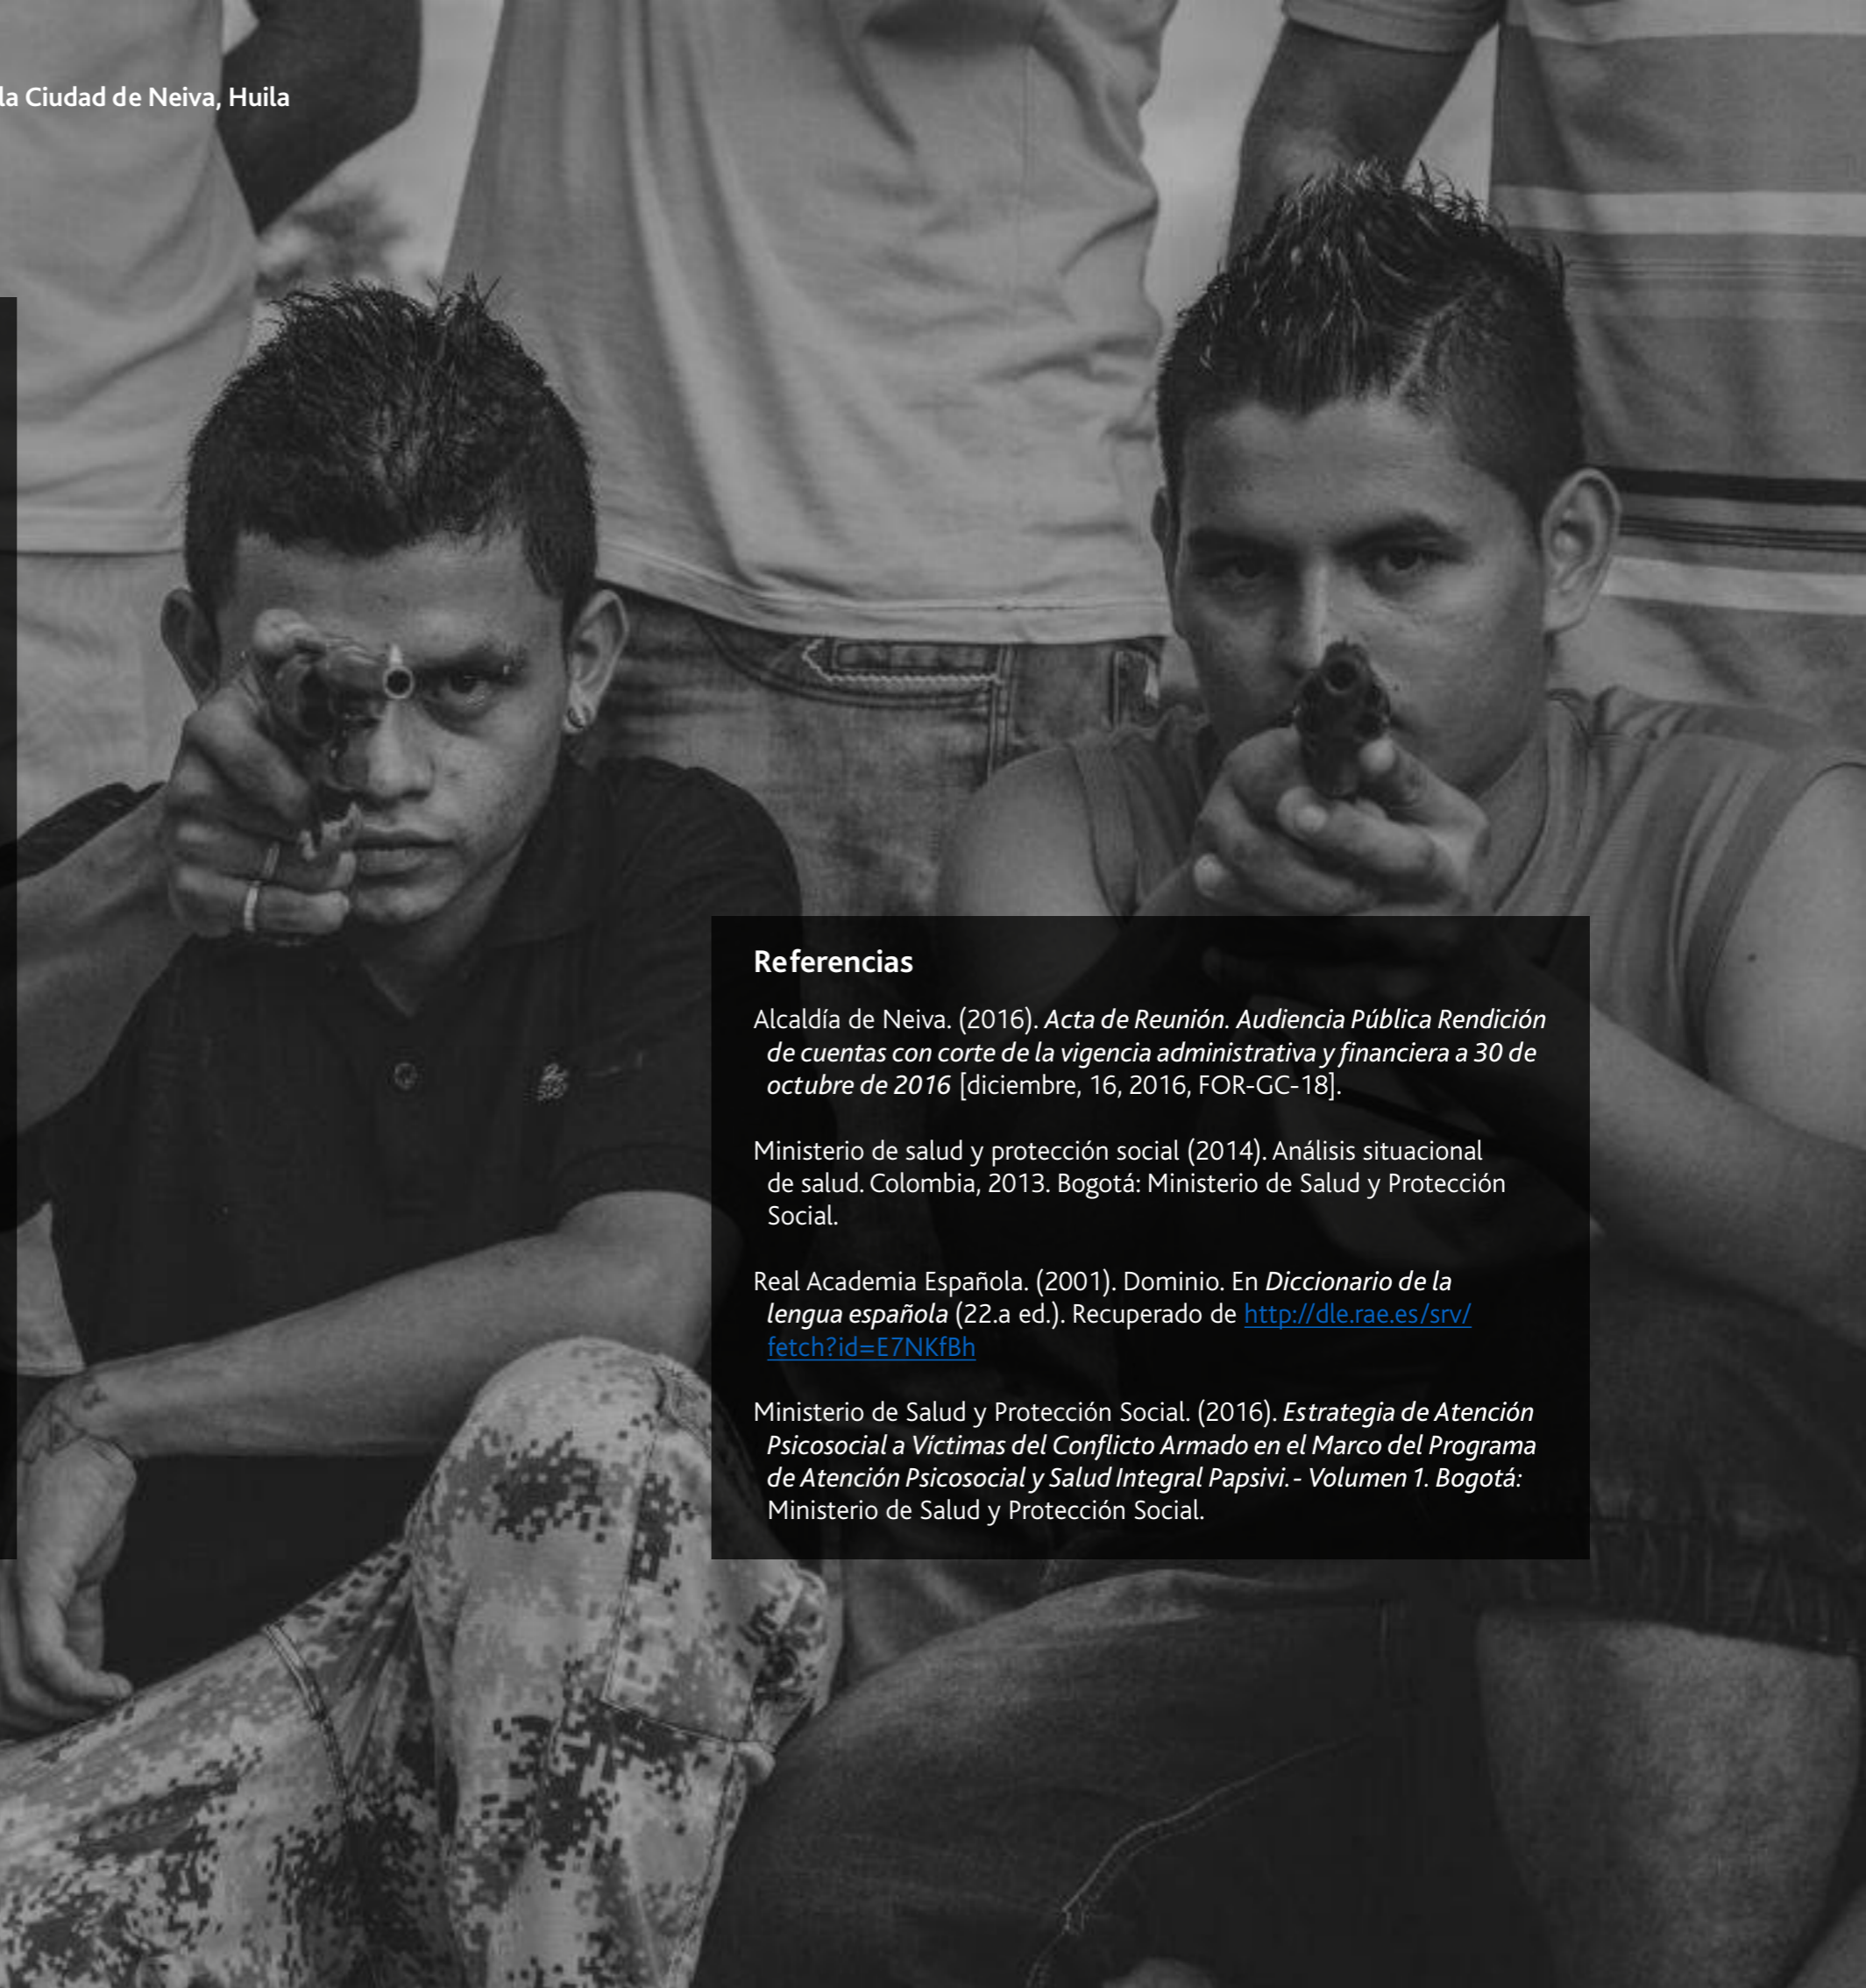 la Ciudad de Neiva, Huila
Referencias
Alcaldía de Neiva. (2016). Acta de Reunión. Audiencia Pública Rendición
de cuentas con corte de la vigencia administrativa y financiera a 30 de
octubre de 2016 [diciembre, 16, 2016, FOR-GC-18].
Ministerio de salud y protección social (2014). Análisis situacional
de salud. Colombia, 2013. Bogotá: Ministerio de Salud y Protección
Social.
Real Academia Española. (2001). Dominio. En Diccionario de la
lengua española (22.a ed.). Recuperado de http://dle.rae.es/srv/
fetch?id=E7NKfBh
Ministerio de Salud y Protección Social. (2016). Estrategia de Atención
Psicosocial a Víctimas del Conflicto Armado en el Marco del Programa
de Atención Psicosocial y Salud Integral Papsivi. - Volumen 1. Bogotá:
Ministerio de Salud y Protección Social.